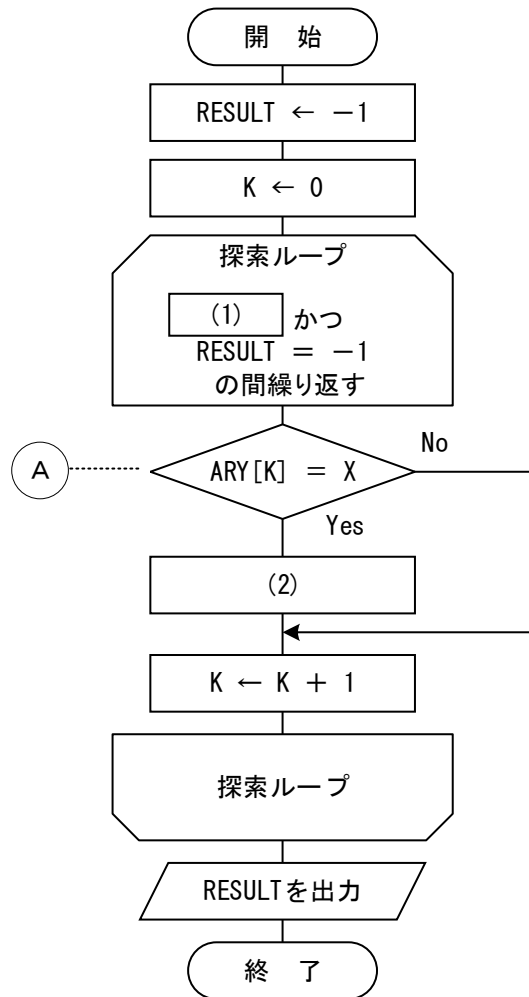 開 始
RESULT ← －1
K ← 0
探索ループ
(1) かつ
RESULT = －1
の間繰り返す
No
A
ARY[K] = X
Yes
(2)
K ← K + 1
探索ループ
RESULTを出力
終 了